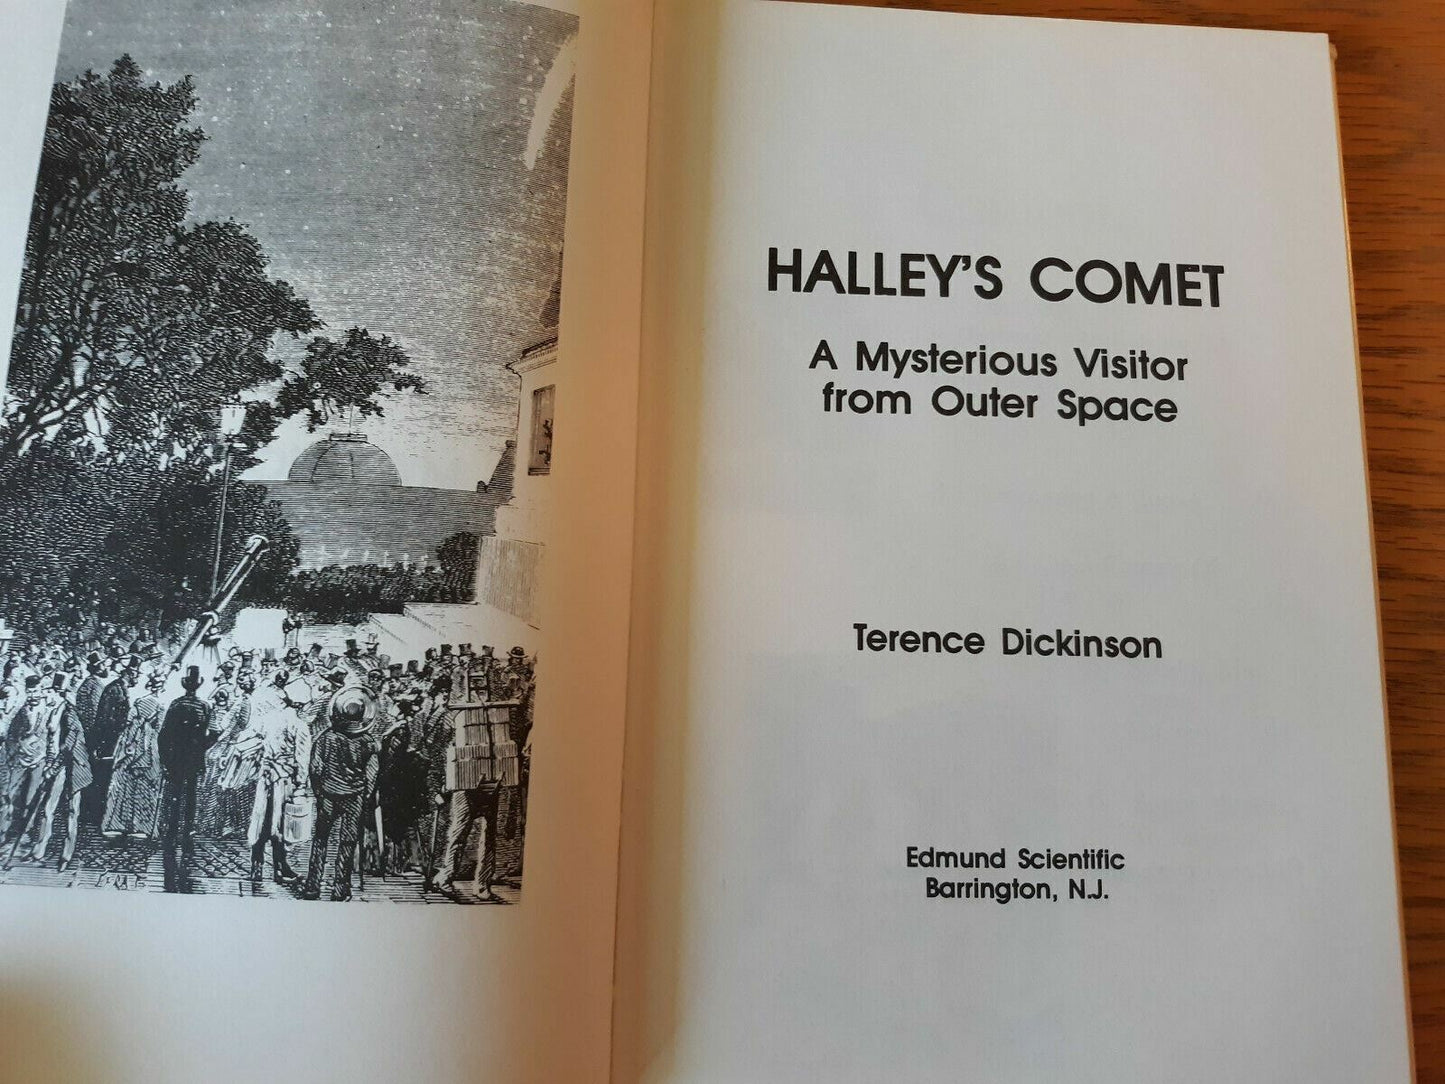 HALLEY'S COMET
A Mysterious Visitor
from Outer Space
Terence Dickinson
Edmund Scientific
Barrington, N.J.